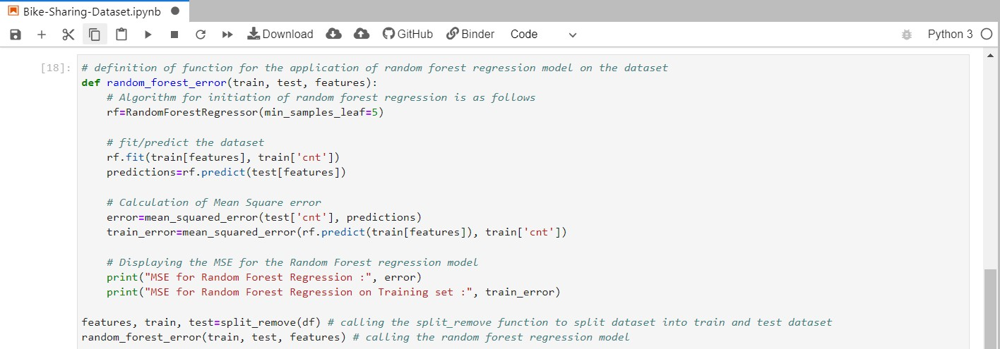 Bike-Sharing-Dataset.ipynb
Download GitHub Binder Code Python 3
[18]: # definition of function for the application of random forest regression model on the dataset
def random_forest_error(train, test, features):
    # Algorithm for initiation of random forest regression is as follows
    rf=RandomForestRegressor(min_samples_leaf=5)

    # fit/predict the dataset
    rf.fit(train[features], train['cnt'])
    predictions=rf.predict(test[features])

    # Calculation of Mean Square error
    error=mean_squared_error(test['cnt'], predictions)
    train_error=mean_squared_error(rf.predict(train[features]), train['cnt'])

    # Displaying the MSE for the Random Forest regression model
    print("MSE for Random Forest Regression :", error)
    print("MSE for Random Forest Regression on Training set :", train_error)

features, train, test=split_remove(df) # calling the split_remove function to split dataset into train and test dataset
random_forest_error(train, test, features) # calling the random forest regression model